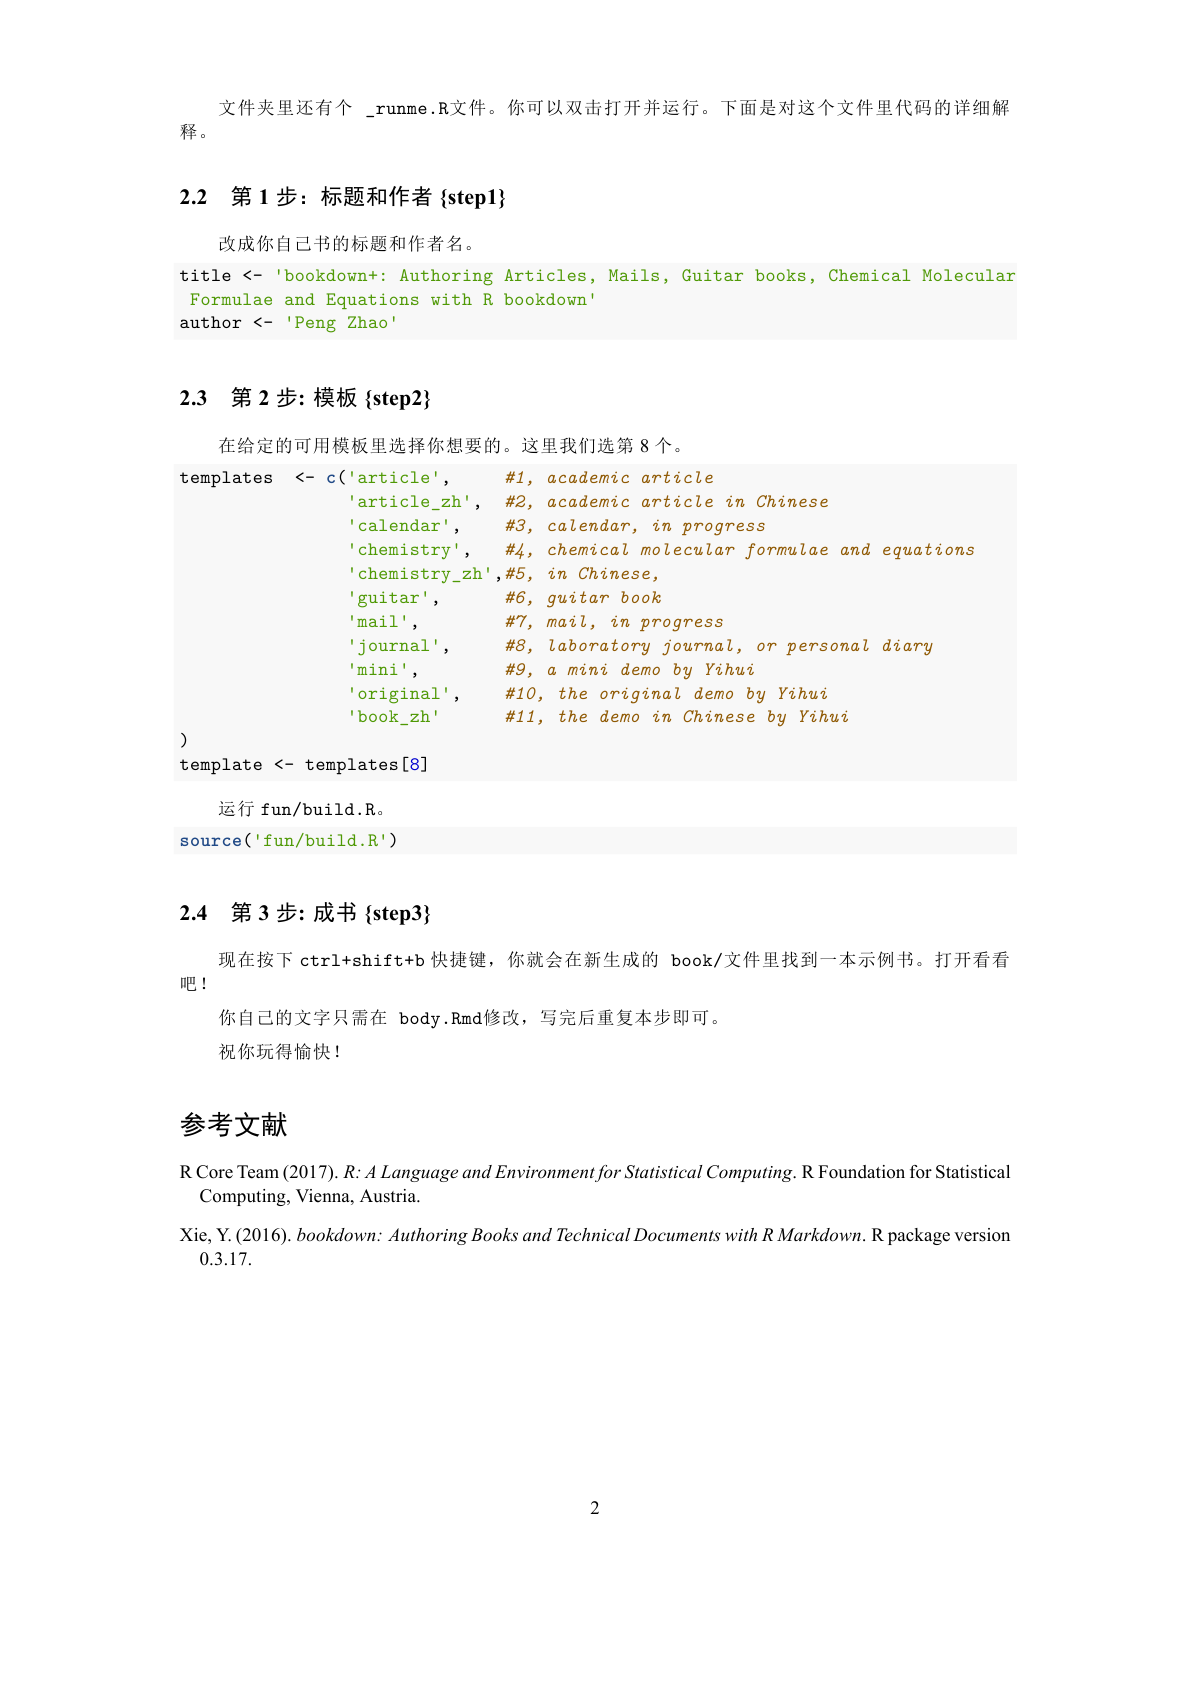 文件夹里还有个 _runme.R文件。你可以双击打开并运行。下面是对这个文件里代码的详细解
释。
2.2 第 1 步：标题和作者 {step1}
改成你自己书的标题和作者名。
title <- 'bookdown+: Authoring Articles, Mails, Guitar books, Chemical Molecular
 Formulae and Equations with R bookdown'
author <- 'Peng Zhao'
2.3 第 2 步: 模板 {step2}
在给定的可用模板里选择你想要的。这里我们选第 8 个。
templates  <- c('article',     #1, academic article
                'article_zh',  #2, academic article in Chinese
                'calendar',    #3, calendar, in progress
                'chemistry',   #4, chemical molecular formulae and equations
                'chemistry_zh',#5, in Chinese,
                'guitar',      #6, guitar book
                'mail',        #7, mail, in progress
                'journal',     #8, laboratory journal, or personal diary
                'mini',        #9, a mini demo by Yihui
                'original',    #10, the original demo by Yihui
                'book_zh'      #11, the demo in Chinese by Yihui
)
template <- templates[8]
运行 fun/build.R。
source('fun/build.R')
2.4 第 3 步: 成书 {step3}
现在按下 ctrl+shift+b 快捷键，你就会在新生成的 book/文件里找到一本示例书。打开看看
吧！
你自己的文字只需在 body.Rmd修改，写完后重复本步即可。
祝你玩得愉快！
参考文献
R Core Team (2017). R: A Language and Environment for Statistical Computing. R Foundation for Statistical
Computing, Vienna, Austria.
Xie, Y. (2016). bookdown: Authoring Books and Technical Documents with R Markdown. R package version
0.3.17.
2